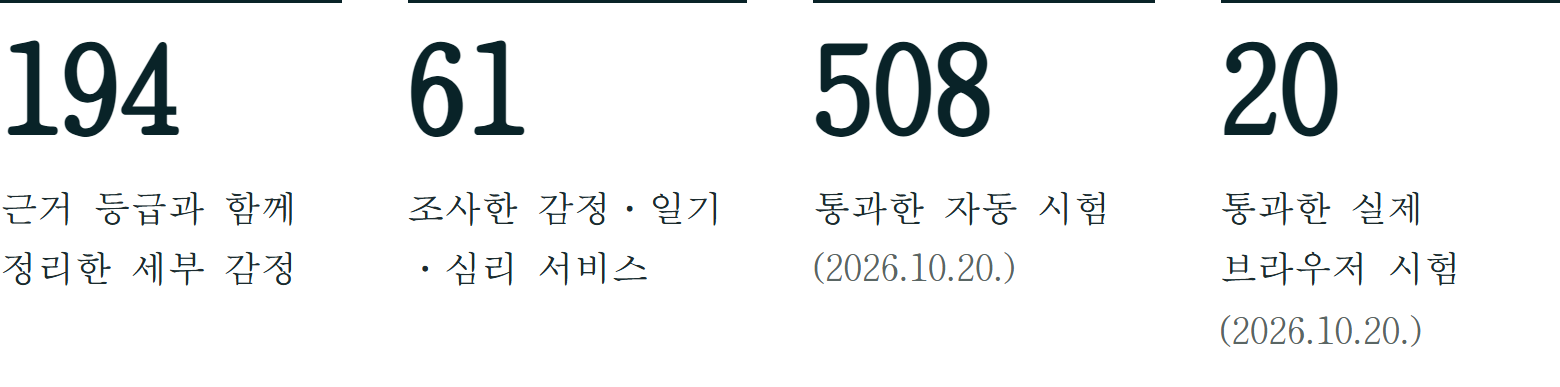 194
근거 등급과 함께
정리한 세부 감정
61
조사한 감정·일기
·심리 서비스
508
통과한 자동 시험
(2026.10.20.)
20
통과한 실제
브라우저 시험
(2026.10.20.)